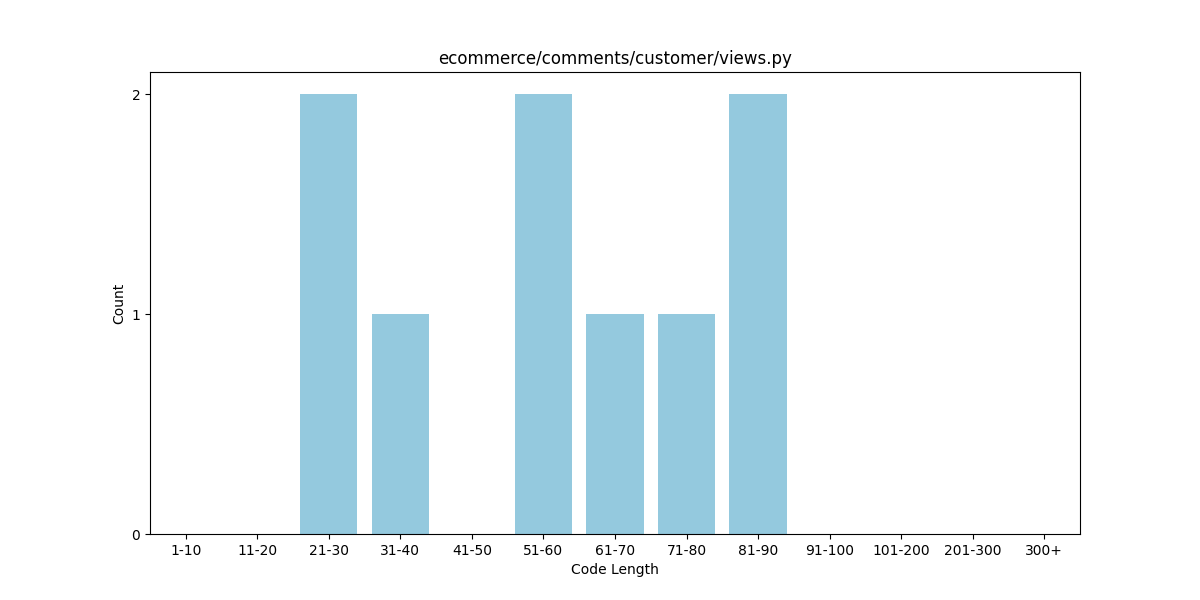 ecommerce/comments/customer/views.py
2
1
0
Count
1-10 11-20 21-30 31-40 41-50 51-60 61-70 71-80 81-90 91-100 101-200 201-300 300+
Code Length